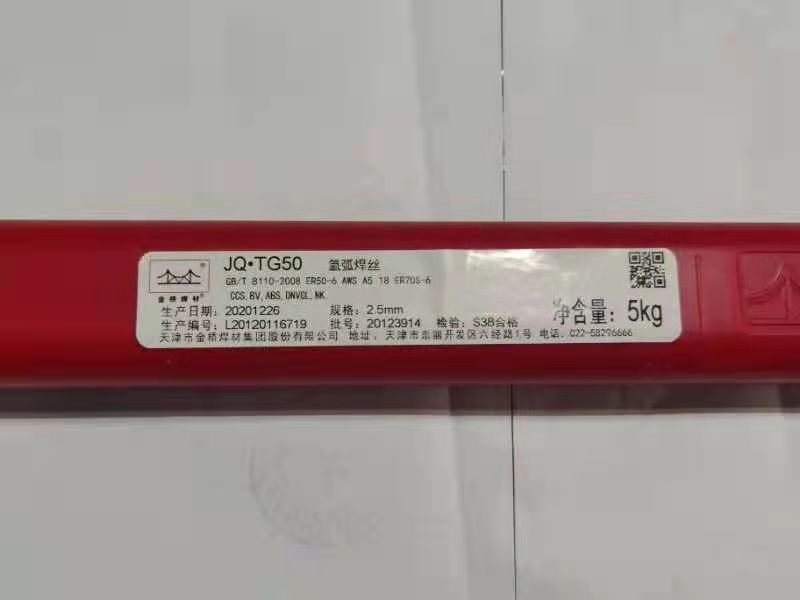 JQ•TG50 氩弧焊丝
GB/T 8110-2008 ER50-6 AWS A5 18 ER70S-6
CCS,BV,ABS,DNVGL,NK
金桥焊材
生产日期: 20201226 规格: 2.5mm
生产编号: L20120116719 批号: 20123914 检验: S38合格
净含量: 5kg
天津市金桥焊材集团股份有限公司 地址: 天津市东丽开发区六经路1号 电话: 022-58296666